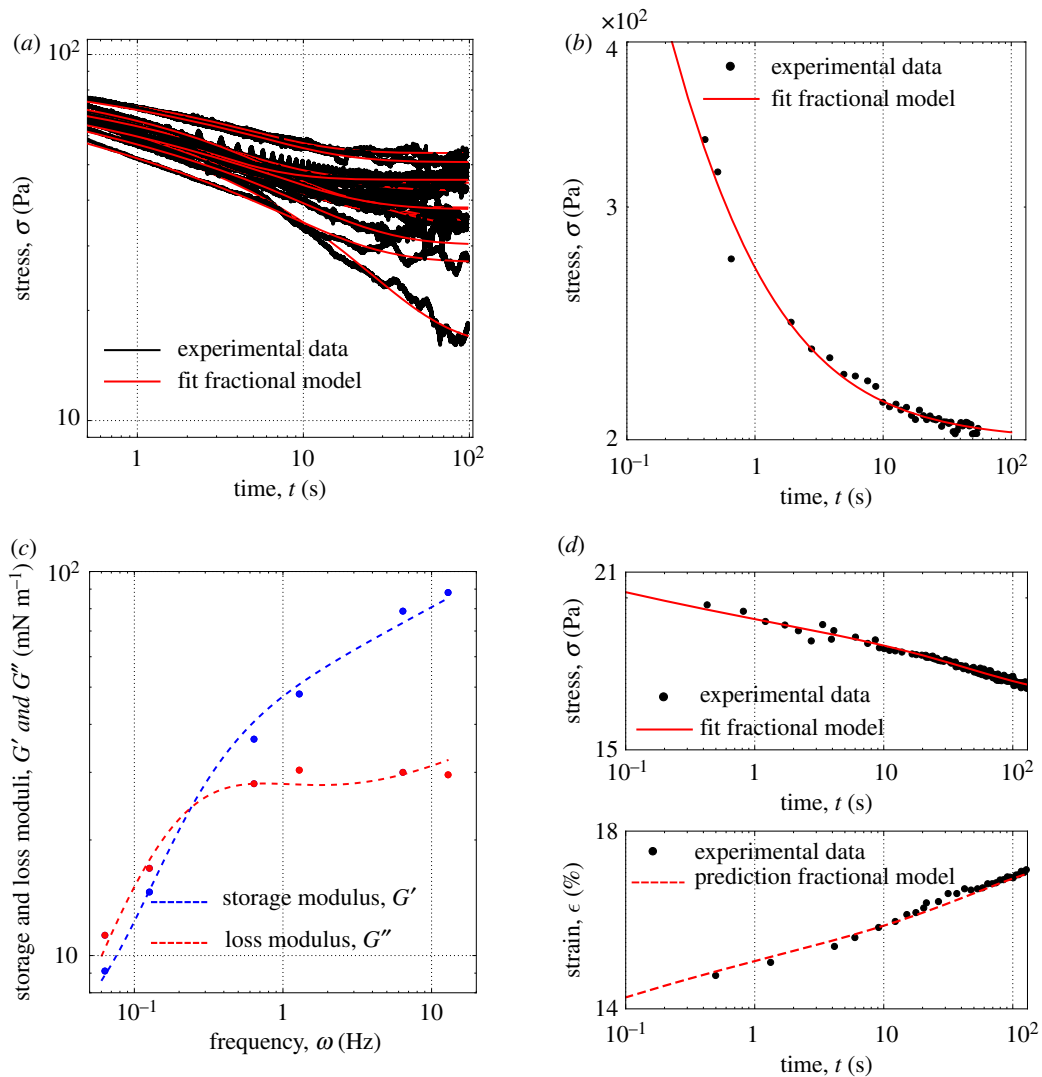 (a)
10²
10
stress, σ (Pa)
experimental data
fit fractional model
1
10
10²
time, t (s)
(b)
×10²
4
3
2
stress, σ (Pa)
experimental data
fit fractional model
10⁻¹
1
10
10²
time, t (s)
(c)
10²
10
storage and loss moduli, G′ and G″ (mN m⁻¹)
storage modulus, G′
loss modulus, G″
10⁻¹
1
10
frequency, ω (Hz)
(d)
21
15
stress, σ (Pa)
experimental data
fit fractional model
10⁻¹
1
10
10²
time, t (s)
18
14
strain, ϵ (%)
experimental data
prediction fractional model
10⁻¹
1
10
10²
time, t (s)